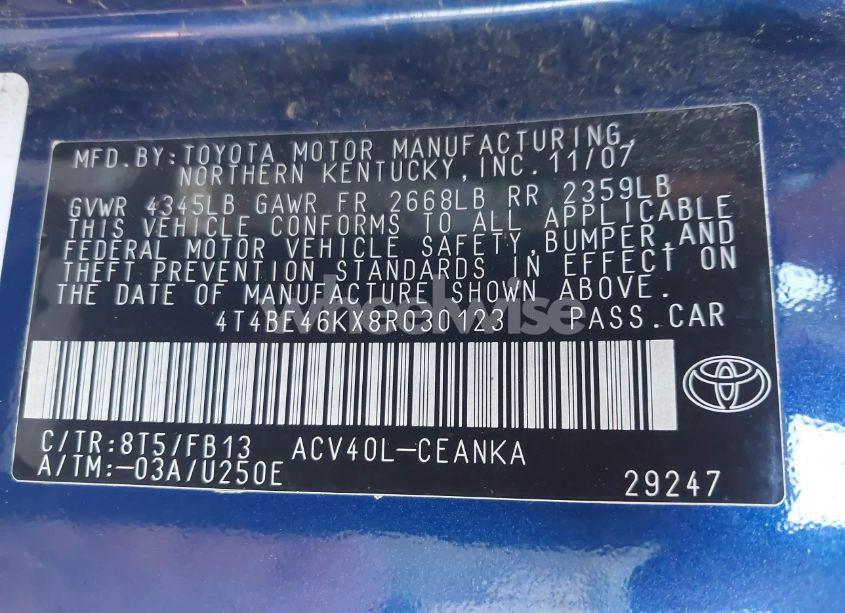 MFD. BY: TOYOTA MOTOR MANUFACTURING,
NORTHERN KENTUCKY, INC. 11/07
GVWR 4345LB GAWR FR 2668LB RR 2359LB
THIS VEHICLE CONFORMS TO ALL APPLICABLE
FEDERAL MOTOR VEHICLE SAFETY, BUMPER, AND
THEFT PREVENTION STANDARDS IN EFFECT ON
THE DATE OF MANUFACTURE SHOWN ABOVE.
4T4BE46KX8R030123 PASS.CAR
wheelwise
C/TR:8T5/FB13 ACV40L-CEANKA
A/TM:-03A/U250E 29247